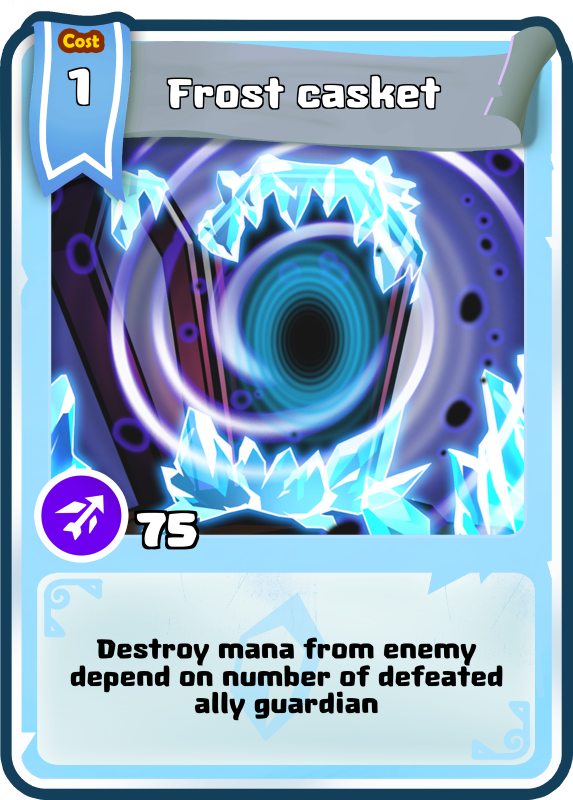 Cost
1
Frost casket
75
Destroy mana from enemy
depend on number of defeated
ally guardian